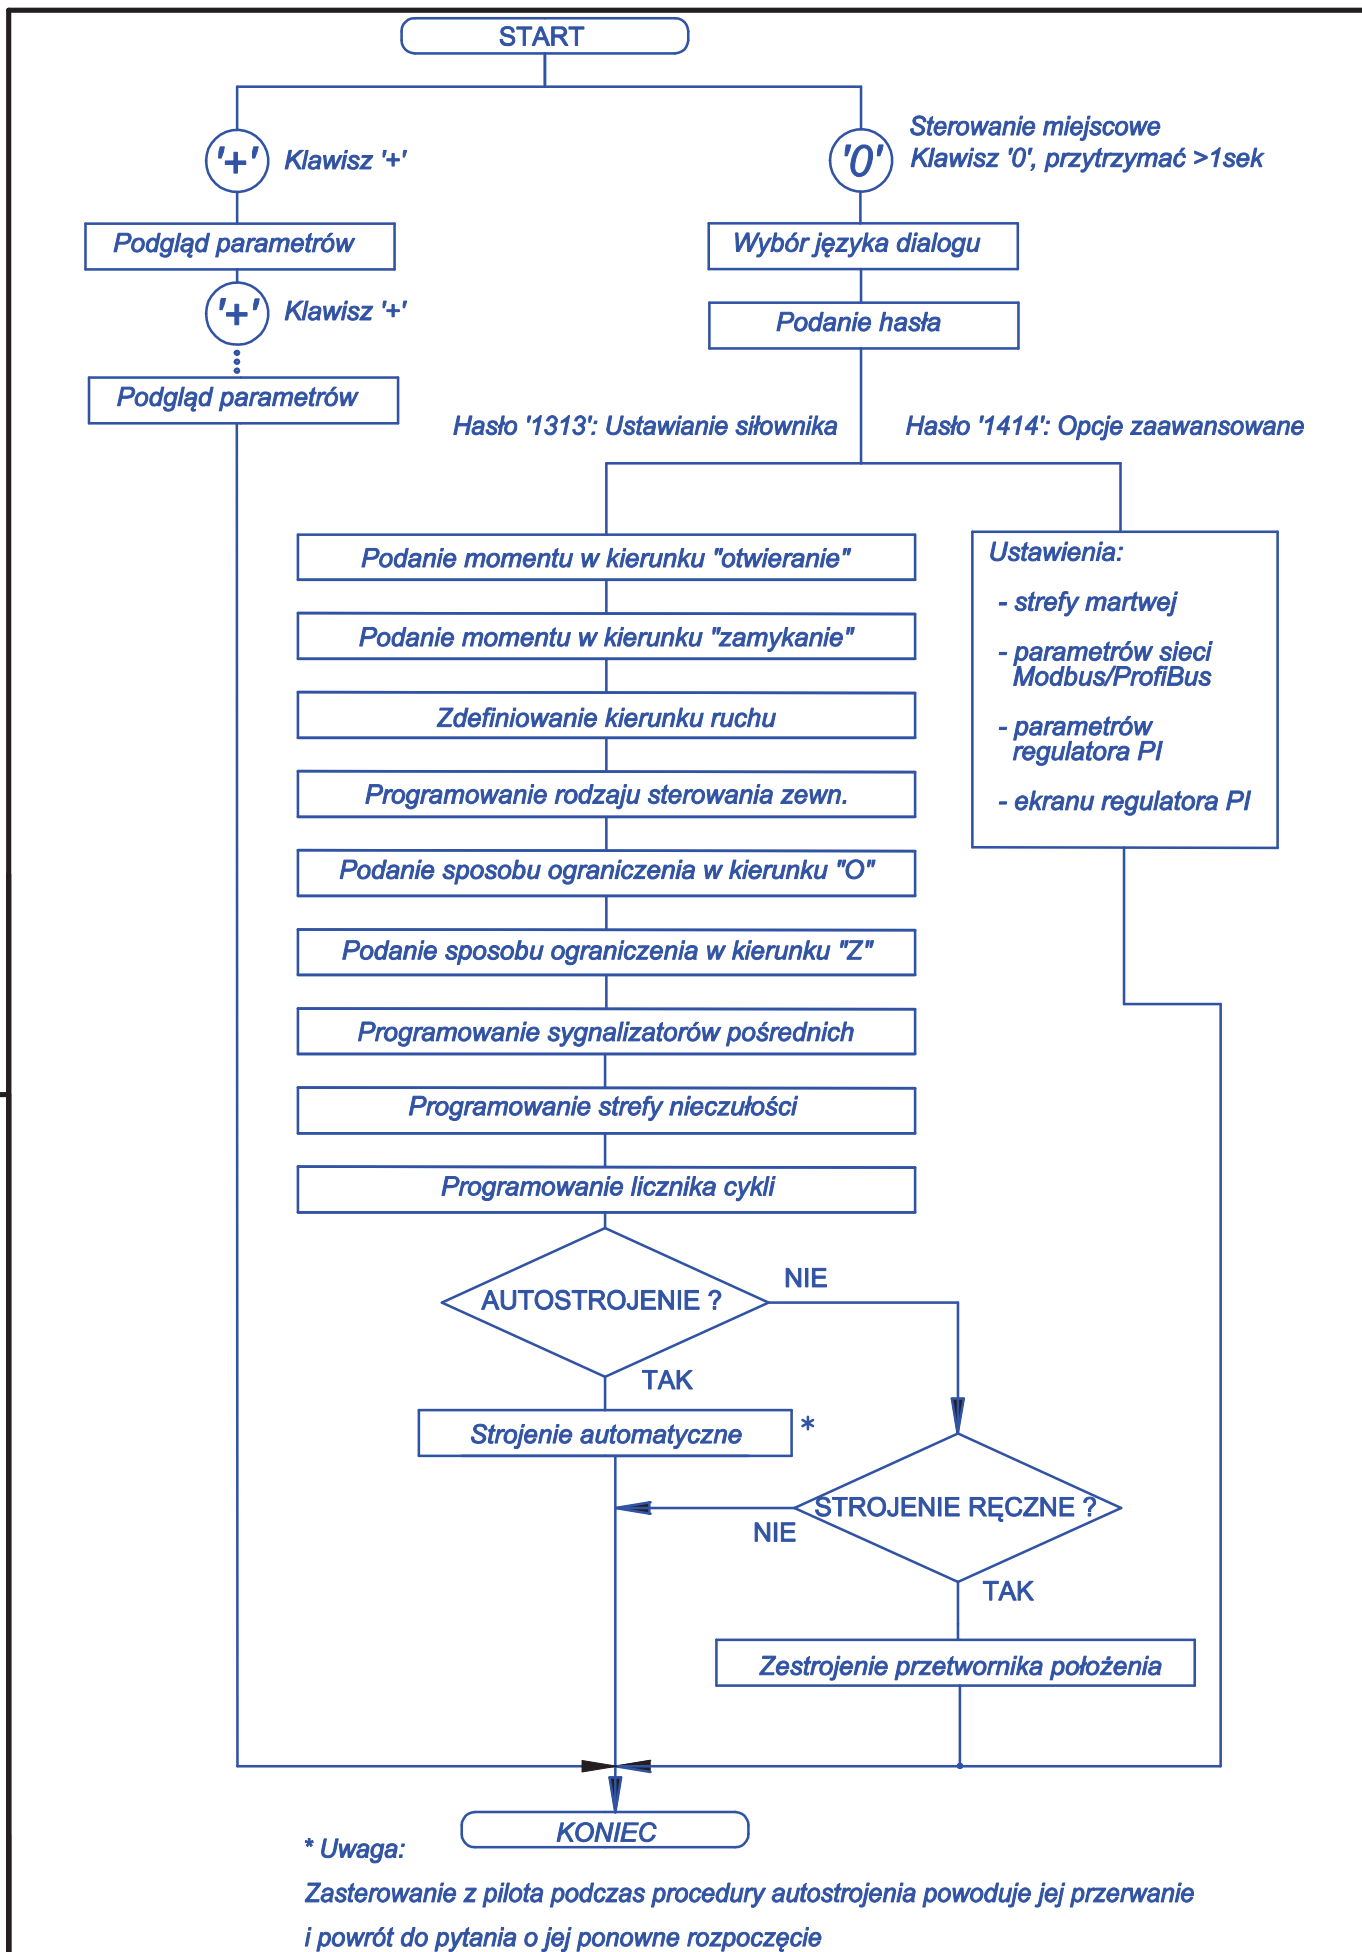 START
'+'
Klawisz '+'
'0'
Sterowanie miejscowe
Klawisz '0', przytrzymać >1sek
Podgląd parametrów
Wybór języka dialogu
'+'
Klawisz '+'
Podanie hasła
Podgląd parametrów
Hasło '1313': Ustawianie siłownika
Hasło '1414': Opcje zaawansowane
Podanie momentu w kierunku "otwieranie"
Podanie momentu w kierunku "zamykanie"
Zdefiniowanie kierunku ruchu
Programowanie rodzaju sterowania zewn.
Podanie sposobu ograniczenia w kierunku "O"
Podanie sposobu ograniczenia w kierunku "Z"
Programowanie sygnalizatorów pośrednich
Programowanie strefy nieczułości
Programowanie licznika cykli
Ustawienia:
- strefy martwej
- parametrów sieci
Modbus/ProfiBus
- parametrów
regulatora PI
- ekranu regulatora PI
AUTOSTROJENIE ?
NIE
TAK
Strojenie automatyczne
*
STROJENIE RĘCZNE ?
NIE
TAK
Zestrojenie przetwornika położenia
KONIEC
* Uwaga:
Zasterowanie z pilota podczas procedury autostrojenia powoduje jej przerwanie
i powrót do pytania o jej ponowne rozpoczęcie